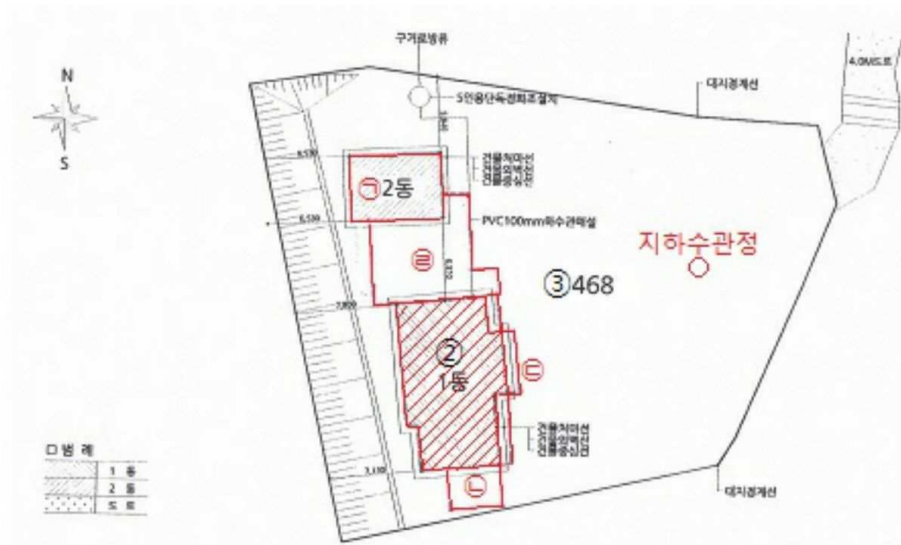 구거로방류
4.0M도로
N
대지경계선
5인용단독정화조설치
S
건물처마선
건물외벽선
건물중심선
㉠2동
PVC100mm하수관매설
지하수관정
㉣
③468
②
1동
㉢
건물처마선
건물외벽선
건물중심선
범례
1 동
㉡
2 동
대지경계선
도로